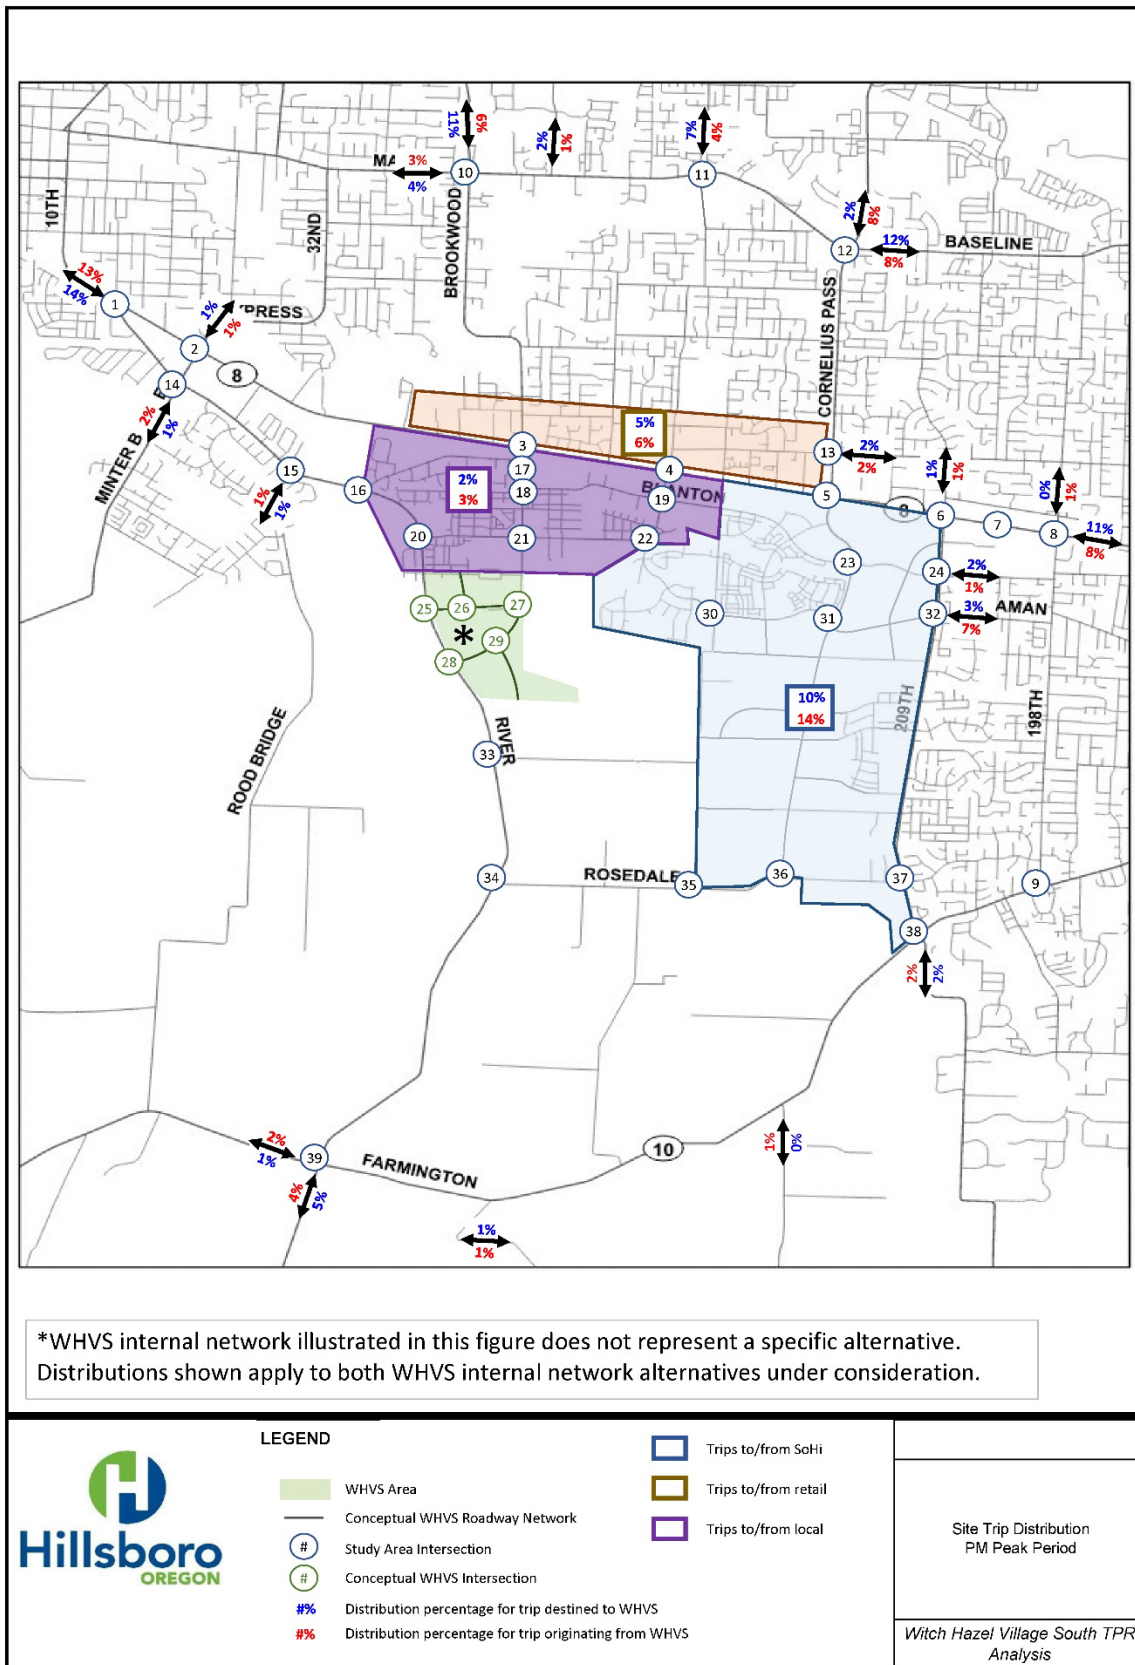 11%
6%
2%
1%
7%
4%
MA
3%
4%
10
11
2%
8%
12
12%
8%
BASELINE
10TH
32ND
BROOKWOOD
CORNELIUS PASS
13%
14%
1
1%
1%
PRESS
2
8
14
2%
1%
MINTER B
15
1%
1%
16
3
17
18
2%
3%
5%
6%
4
BLANTON
19
13
2%
2%
5
8
1%
1%
6
7
0%
1%
8
11%
8%
20
21
22
23
24
2%
1%
25
26
27
28
29
*
30
31
32
3%
7%
AMAN
10%
14%
209TH
198TH
ROOD BRIDGE
RIVER
33
34
ROSEDALE
35
36
37
9
38
2%
2%
2%
1%
39
4%
5%
FARMINGTON
10
1%
0%
1%
1%
*WHVS internal network illustrated in this figure does not represent a specific alternative.
Distributions shown apply to both WHVS internal network alternatives under consideration.
Hillsboro
OREGON
LEGEND
WHVS Area
Conceptual WHVS Roadway Network
# Study Area Intersection
# Conceptual WHVS Intersection
#% Distribution percentage for trip destined to WHVS
#% Distribution percentage for trip originating from WHVS
Trips to/from SoHi
Trips to/from retail
Trips to/from local
Site Trip Distribution
PM Peak Period
Witch Hazel Village South TPR
Analysis